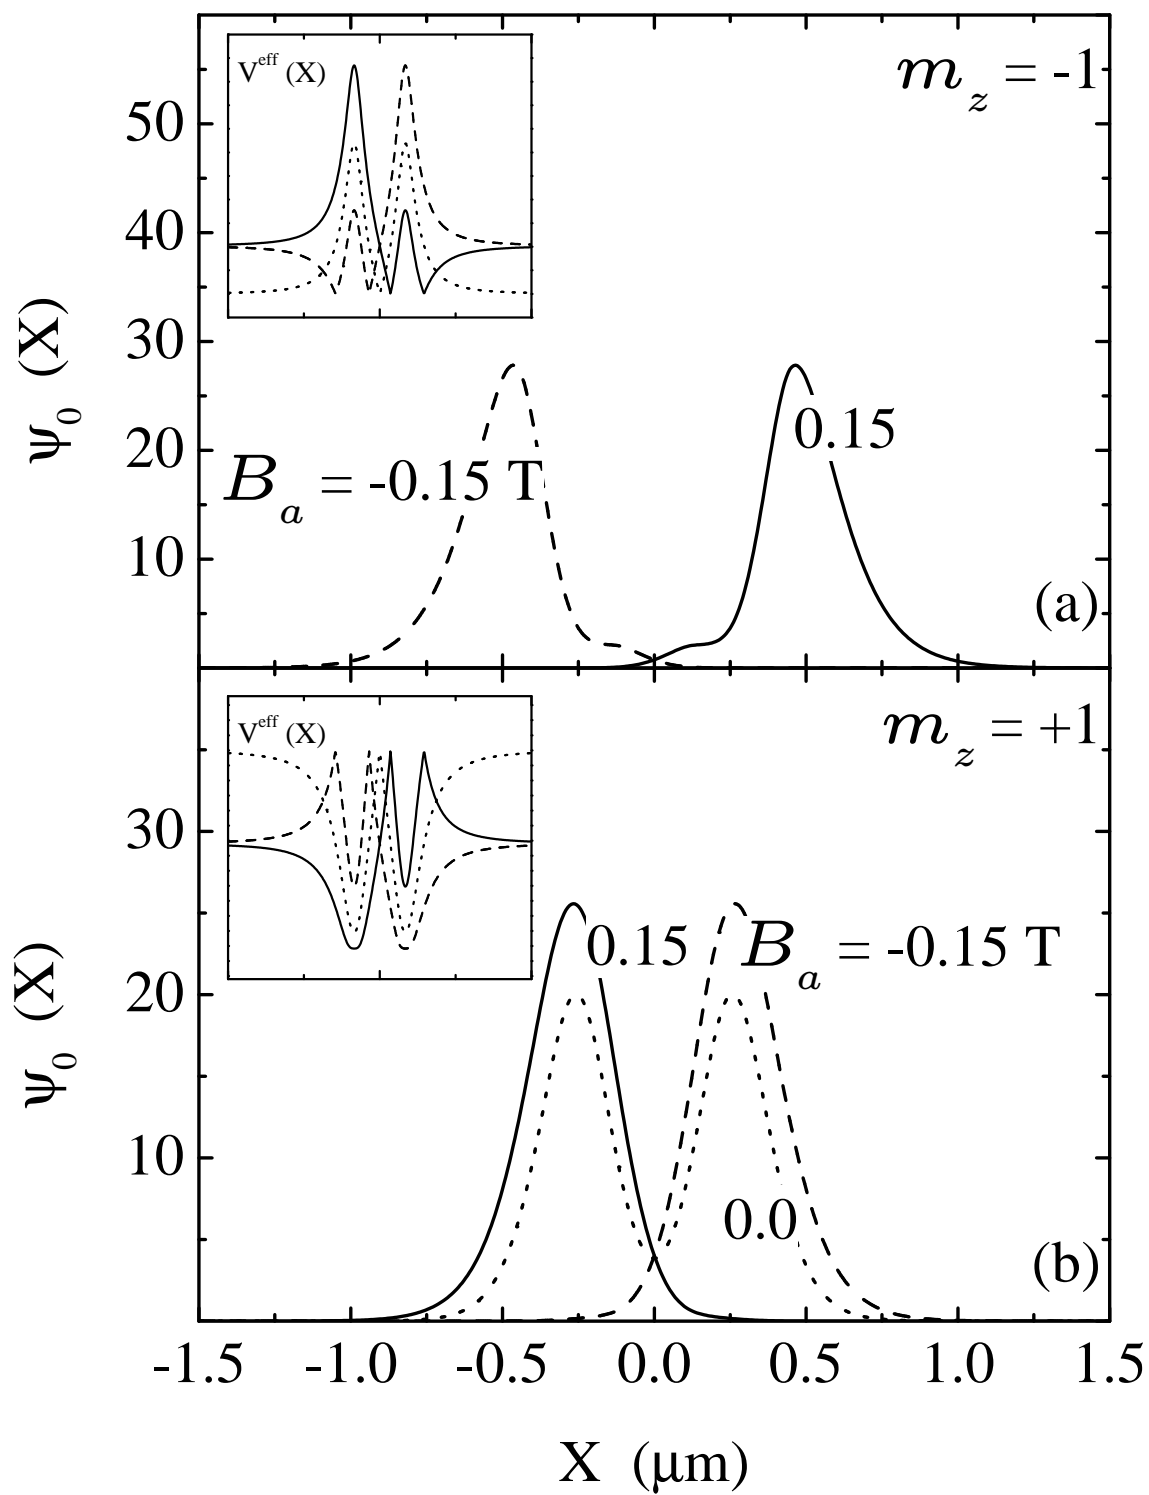 V^eff (X)
m_z = -1
50
40
30
20
10
ψ_0 (X)
0.15
B_a = -0.15 T
(a)
V^eff (X)
m_z = +1
30
20
10
ψ_0 (X)
0.15
B_a = -0.15 T
0.0
(b)
-1.5 -1.0 -0.5 0.0 0.5 1.0 1.5
X (μm)